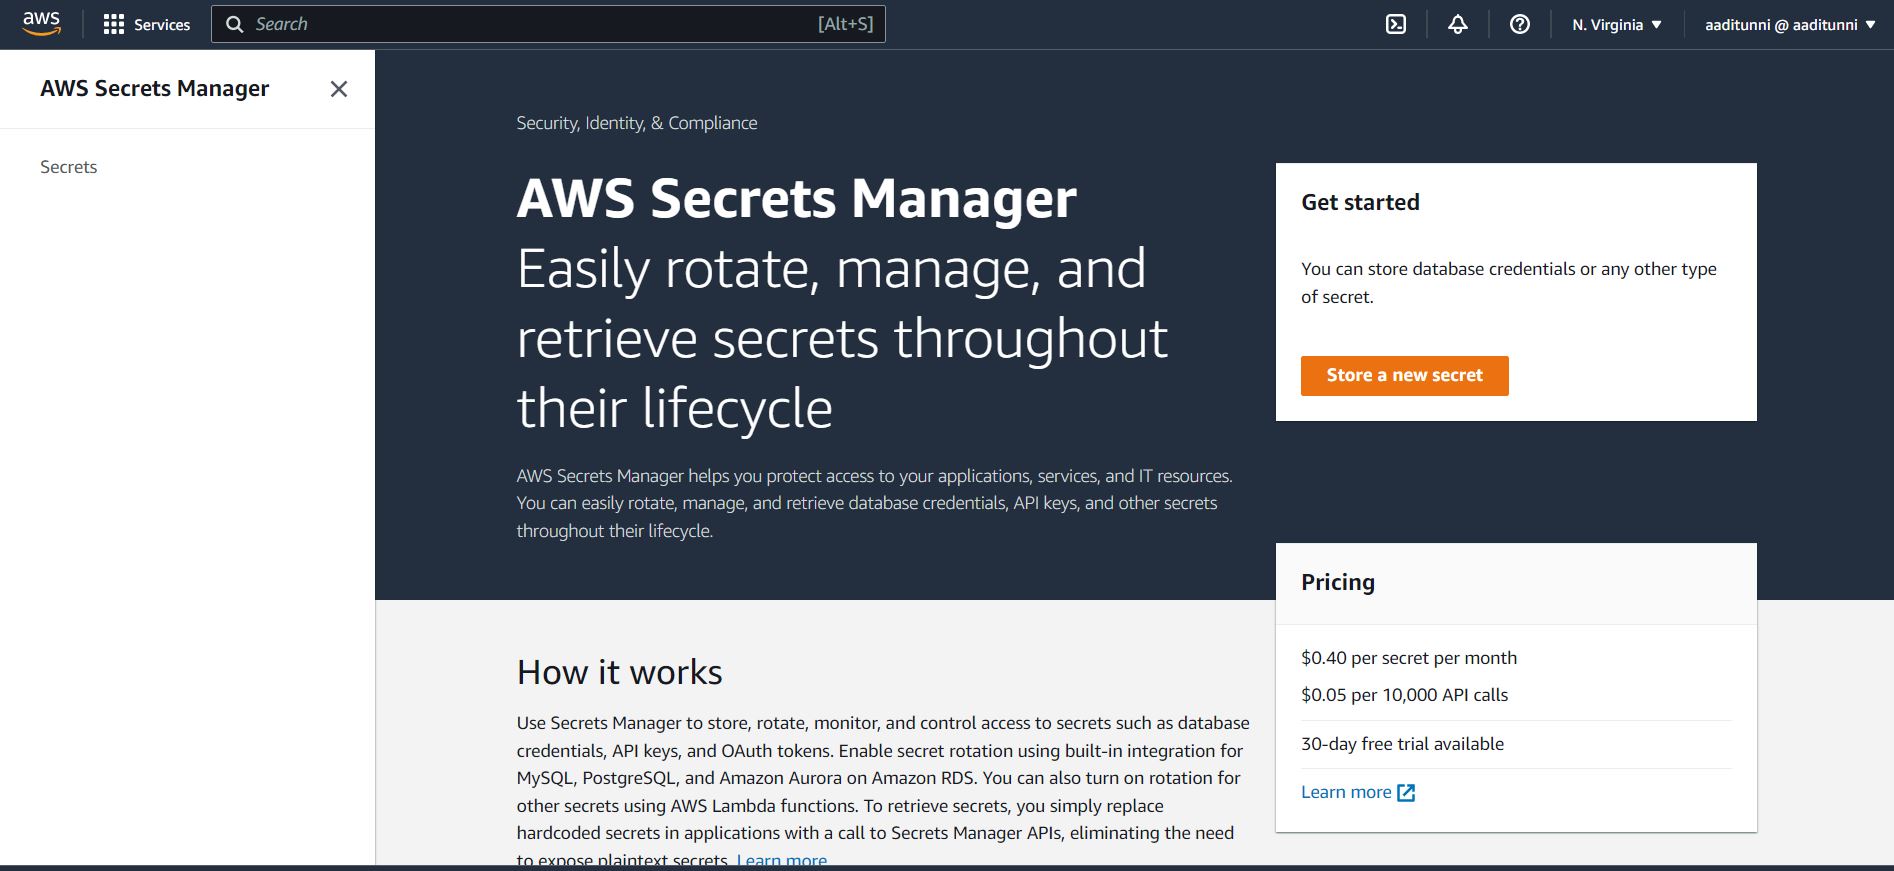 aws
Services
Search
[Alt+S]
N. Virginia
aaditunni @ aaditunni
AWS Secrets Manager
Secrets
Security, Identity, & Compliance
AWS Secrets Manager
Easily rotate, manage, and
retrieve secrets throughout
their lifecycle
AWS Secrets Manager helps you protect access to your applications, services, and IT resources.
You can easily rotate, manage, and retrieve database credentials, API keys, and other secrets
throughout their lifecycle.
Get started
You can store database credentials or any other type
of secret.
Store a new secret
Pricing
$0.40 per secret per month
$0.05 per 10,000 API calls
30-day free trial available
Learn more
How it works
Use Secrets Manager to store, rotate, monitor, and control access to secrets such as database
credentials, API keys, and OAuth tokens. Enable secret rotation using built-in integration for
MySQL, PostgreSQL, and Amazon Aurora on Amazon RDS. You can also turn on rotation for
other secrets using AWS Lambda functions. To retrieve secrets, you simply replace
hardcoded secrets in applications with a call to Secrets Manager APIs, eliminating the need
to expose plaintext secrets. Learn more